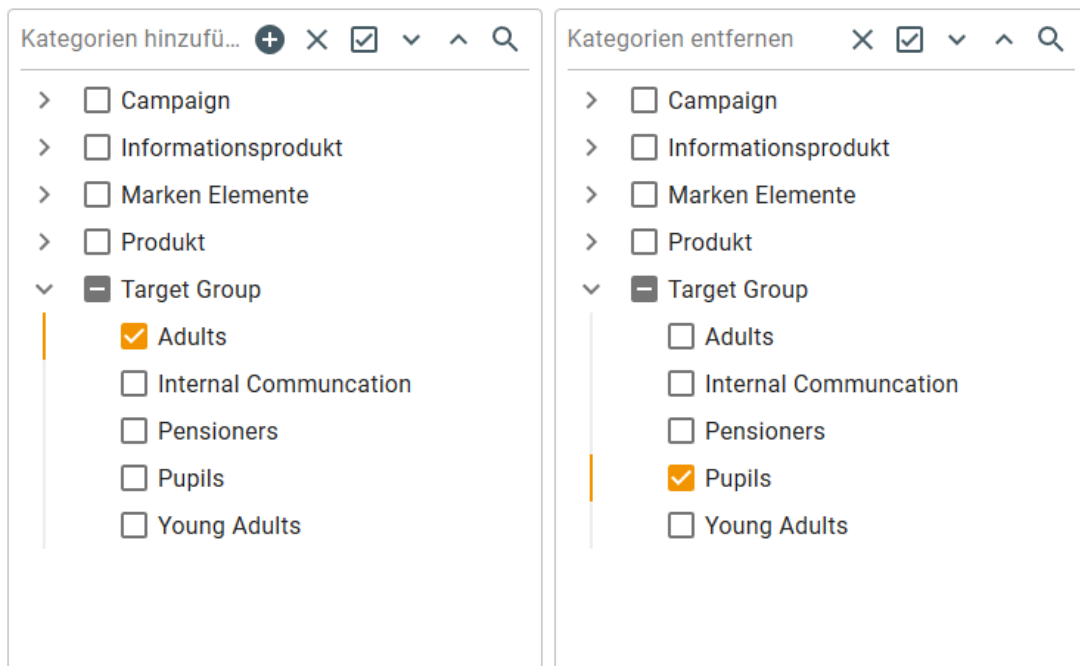 Kategorien hinzufü...
Campaign
Informationsprodukt
Marken Elemente
Produkt
Target Group
Adults
Internal Communcation
Pensioners
Pupils
Young Adults
Kategorien entfernen
Campaign
Informationsprodukt
Marken Elemente
Produkt
Target Group
Adults
Internal Communcation
Pensioners
Pupils
Young Adults